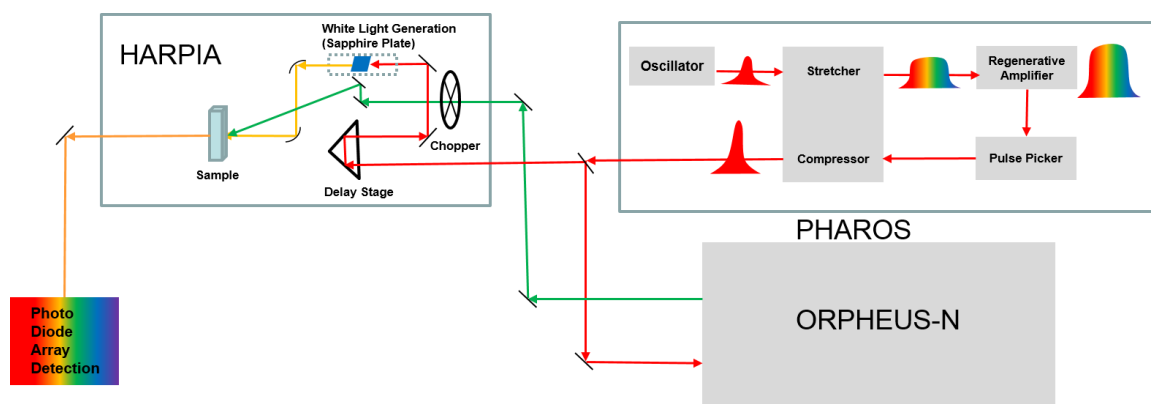 HARPIA
White Light Generation
(Sapphire Plate)
Chopper
Sample
Delay Stage
Oscillator
Stretcher
Regenerative
Amplifier
Compressor
Pulse Picker
PHAROS
ORPHEUS-N
Photo
Diode
Array
Detection